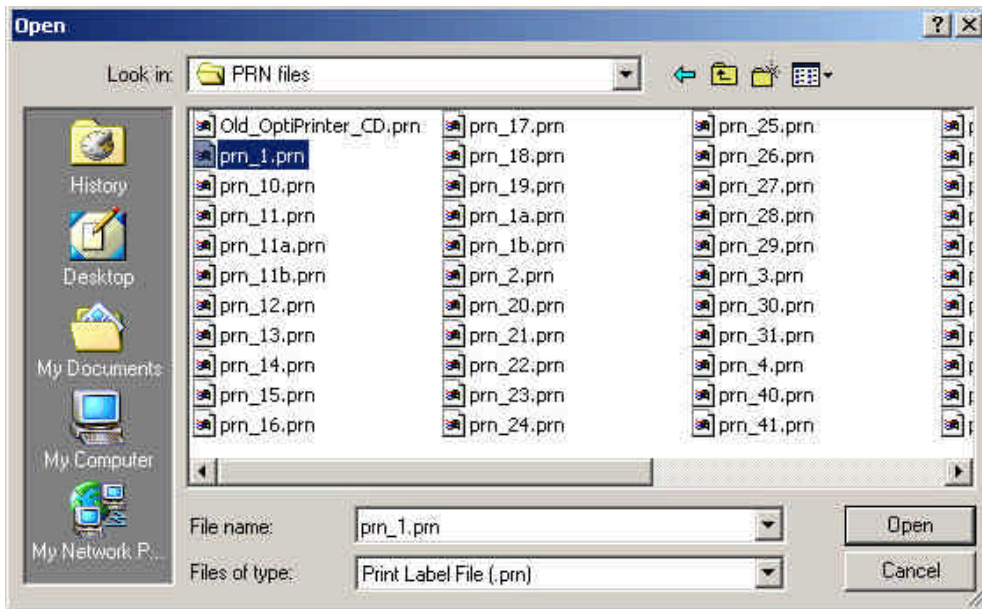 Open
Look in: PRN files
History
Desktop
My Documents
My Computer
My Network P...
Old_OptiPrinter_CD.prn
prn_1.prn
prn_10.prn
prn_11.prn
prn_11a.prn
prn_11b.prn
prn_12.prn
prn_13.prn
prn_14.prn
prn_15.prn
prn_16.prn
prn_17.prn
prn_18.prn
prn_19.prn
prn_1a.prn
prn_1b.prn
prn_2.prn
prn_20.prn
prn_21.prn
prn_22.prn
prn_23.prn
prn_24.prn
prn_25.prn
prn_26.prn
prn_27.prn
prn_28.prn
prn_29.prn
prn_3.prn
prn_30.prn
prn_31.prn
prn_4.prn
prn_40.prn
prn_41.prn
File name: prn_1.prn
Open
Files of type: Print Label File (.prn)
Cancel